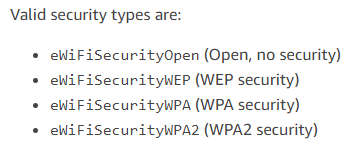 Valid security types are:
• eWiFiSecurityOpen (Open, no security)
• eWiFiSecurityWEP (WEP security)
• eWiFiSecurityWPA (WPA security)
• eWiFiSecurityWPA2 (WPA2 security)